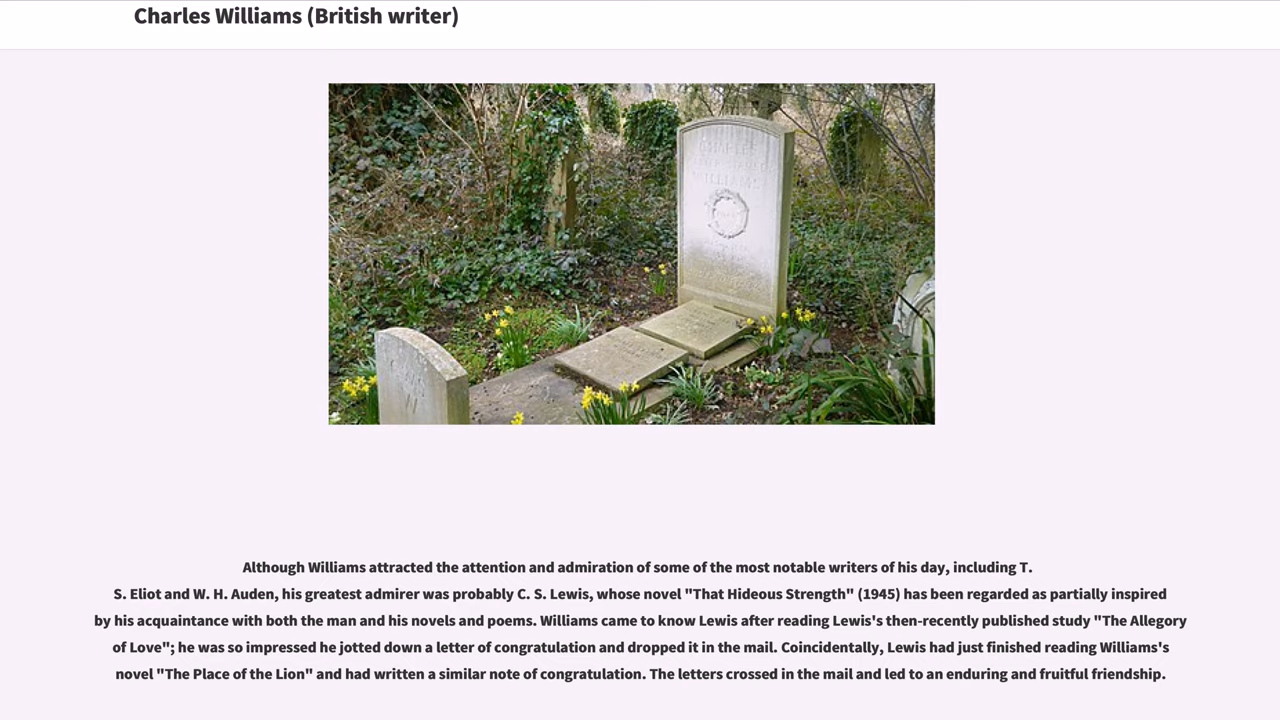 Charles Williams (British writer)
CHARLES
WILLIAMS
Although Williams attracted the attention and admiration of some of the most notable writers of his day, including T.
S. Eliot and W. H. Auden, his greatest admirer was probably C. S. Lewis, whose novel "That Hideous Strength" (1945) has been regarded as partially inspired
by his acquaintance with both the man and his novels and poems. Williams came to know Lewis after reading Lewis's then-recently published study "The Allegory
of Love"; he was so impressed he jotted down a letter of congratulation and dropped it in the mail. Coincidentally, Lewis had just finished reading Williams's
novel "The Place of the Lion" and had written a similar note of congratulation. The letters crossed in the mail and led to an enduring and fruitful friendship.